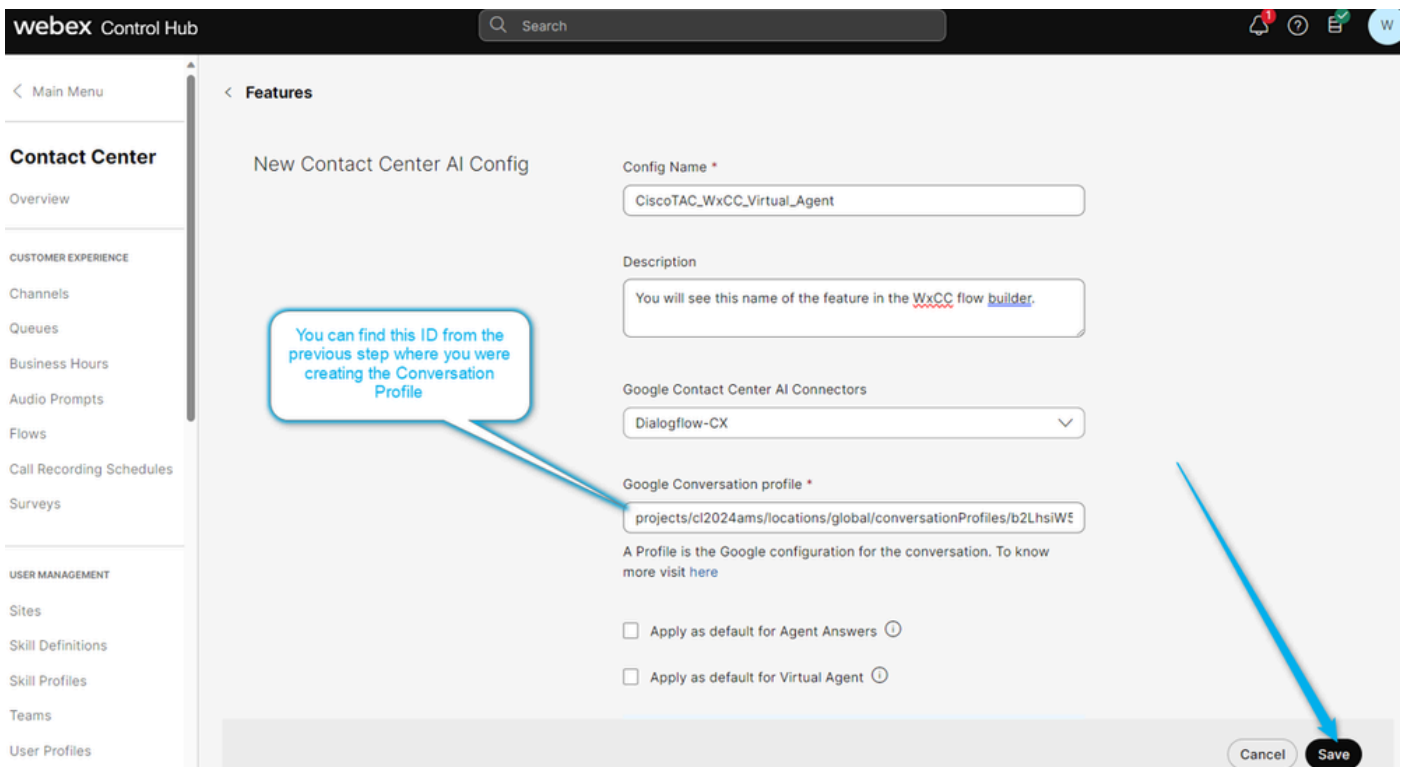 webex Control Hub
Search
1
W
Main Menu
Features
Contact Center
Overview
CUSTOMER EXPERIENCE
Channels
Queues
Business Hours
Audio Prompts
Flows
Call Recording Schedules
Surveys
USER MANAGEMENT
Sites
Skill Definitions
Skill Profiles
Teams
User Profiles
New Contact Center AI Config
You can find this ID from the
previous step where you were
creating the Conversation
Profile
Config Name *
CiscoTAC_WxCC_Virtual_Agent
Description
You will see this name of the feature in the WxCC flow builder.
Google Contact Center AI Connectors
Dialogflow-CX
Google Conversation profile *
projects/cl2024ams/locations/global/conversationProfiles/b2LhsiW5
A Profile is the Google configuration for the conversation. To know
more visit here
Apply as default for Agent Answers
Apply as default for Virtual Agent
Cancel
Save